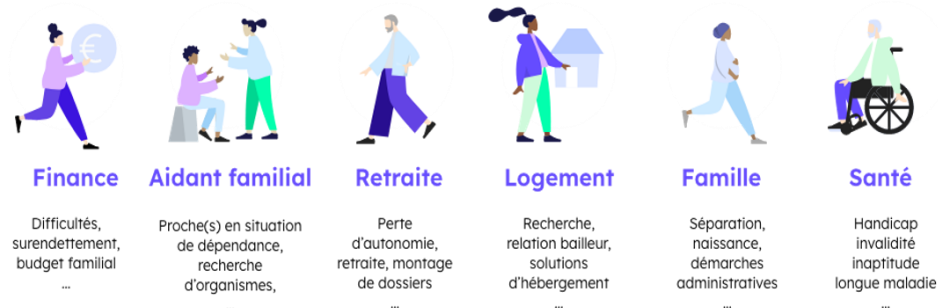 €
Finance
Difficultés,
surendettement,
budget familial
...
Aidant familial
Proche(s) en situation
de dépendance,
recherche
d'organismes,
...
Retraite
Perte
d'autonomie,
retraite, montage
de dossiers
...
Logement
Recherche,
relation bailleur,
solutions
d'hébergement
...
Famille
Séparation,
naissance,
démarches
administratives
...
Santé
Handicap
invalidité
inaptitude
longue maladie
...